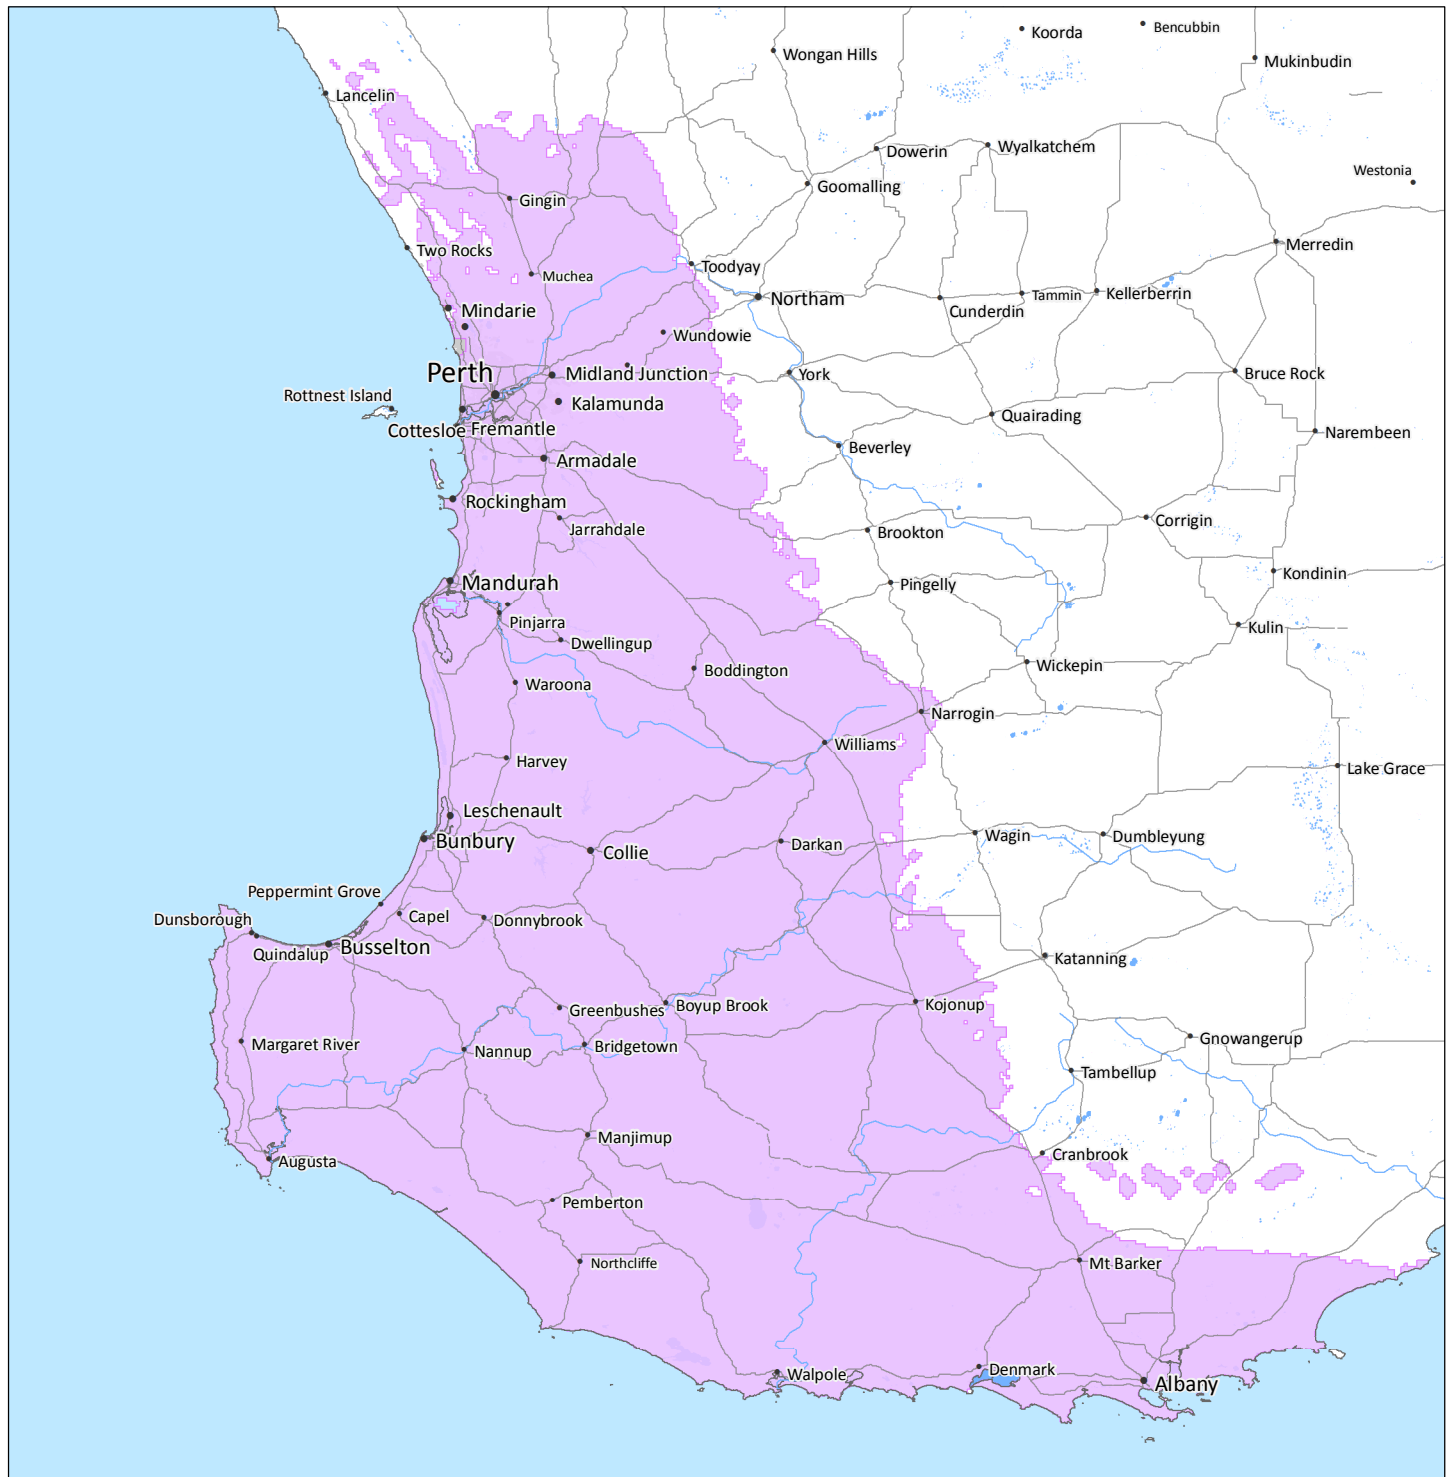 Koorda
Bencubbin
Wongan Hills
Mukinbudin
Lancelin
Dowerin
Wyalkatchem
Westonia
Goomalling
Gingin
Merredin
Two Rocks
Toodyay
Muchea
Northam
Tammin
Kellerberrin
Cunderdin
Mindarie
Wundowie
Perth
Midland Junction
York
Bruce Rock
Rottnest Island
Kalamunda
Quairading
Cottesloe
Fremantle
Narembeen
Beverley
Armadale
Rockingham
Jarrahdale
Corrigin
Brookton
Kondinin
Mandurah
Pingelly
Pinjarra
Kulin
Dwellingup
Boddington
Wickepin
Waroona
Narrogin
Williams
Harvey
Lake Grace
Leschenault
Bunbury
Wagin
Dumbleyung
Collie
Darkan
Peppermint Grove
Dunsborough
Capel
Donnybrook
Quindalup
Busselton
Katanning
Greenbushes
Boyup Brook
Kojonup
Margaret River
Nannup
Bridgetown
Gnowangerup
Tambellup
Manjimup
Cranbrook
Augusta
Pemberton
Northcliffe
Mt Barker
Walpole
Denmark
Albany